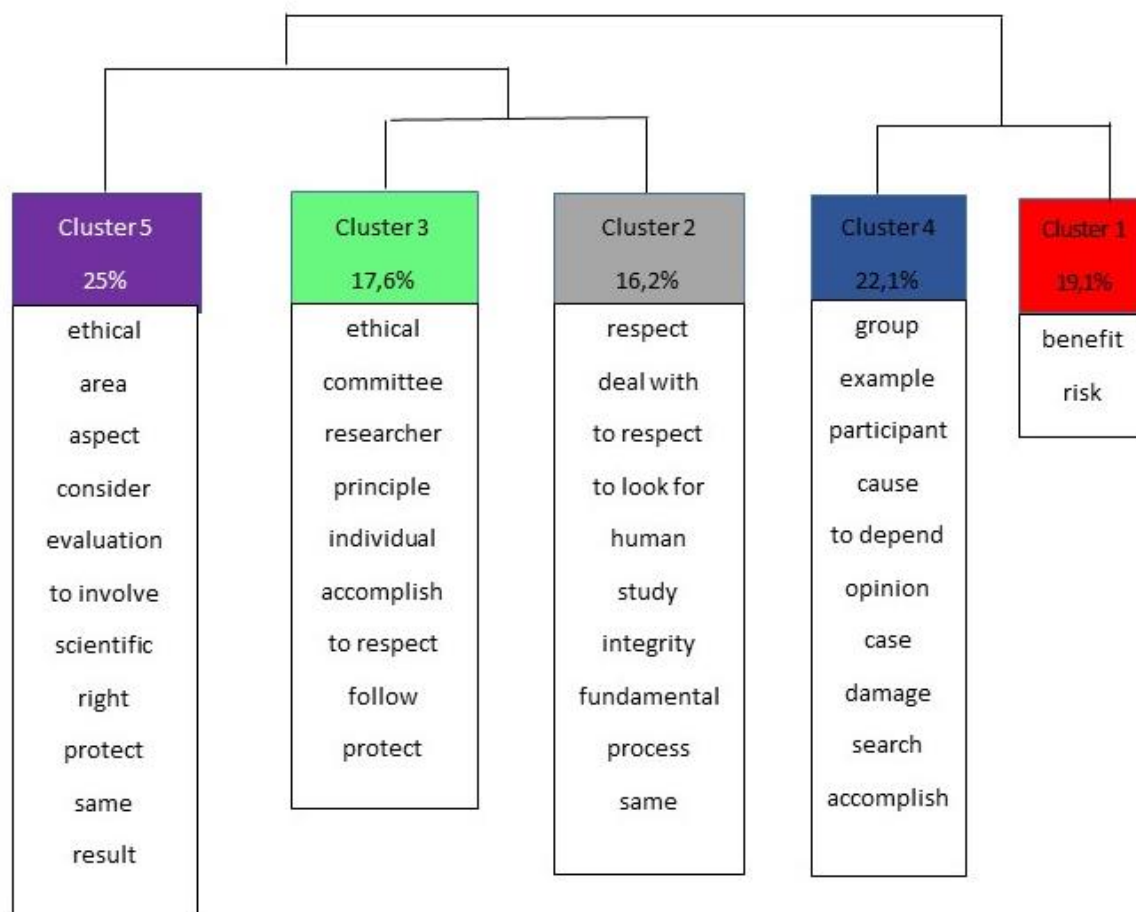 Cluster 5
25%
ethical
area
aspect
consider
evaluation
to involve
scientific
right
protect
same
result
Cluster 3
17,6%
ethical
committee
researcher
principle
individual
accomplish
to respect
follow
protect
Cluster 2
16,2%
respect
deal with
to respect
to look for
human
study
integrity
fundamental
process
same
Cluster 4
22,1%
group
example
participant
cause
to depend
opinion
case
damage
search
accomplish
Cluster 1
19,1%
benefit
risk